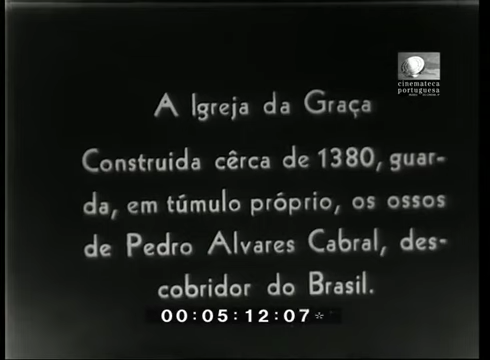 cinemateca
portuguesa
A Igreja da Graça
Construida cêrca de 1380, guar-
da, em túmulo próprio, os ossos
de Pedro Alvares Cabral, des-
cobridor do Brasil.
00:05:12:07*